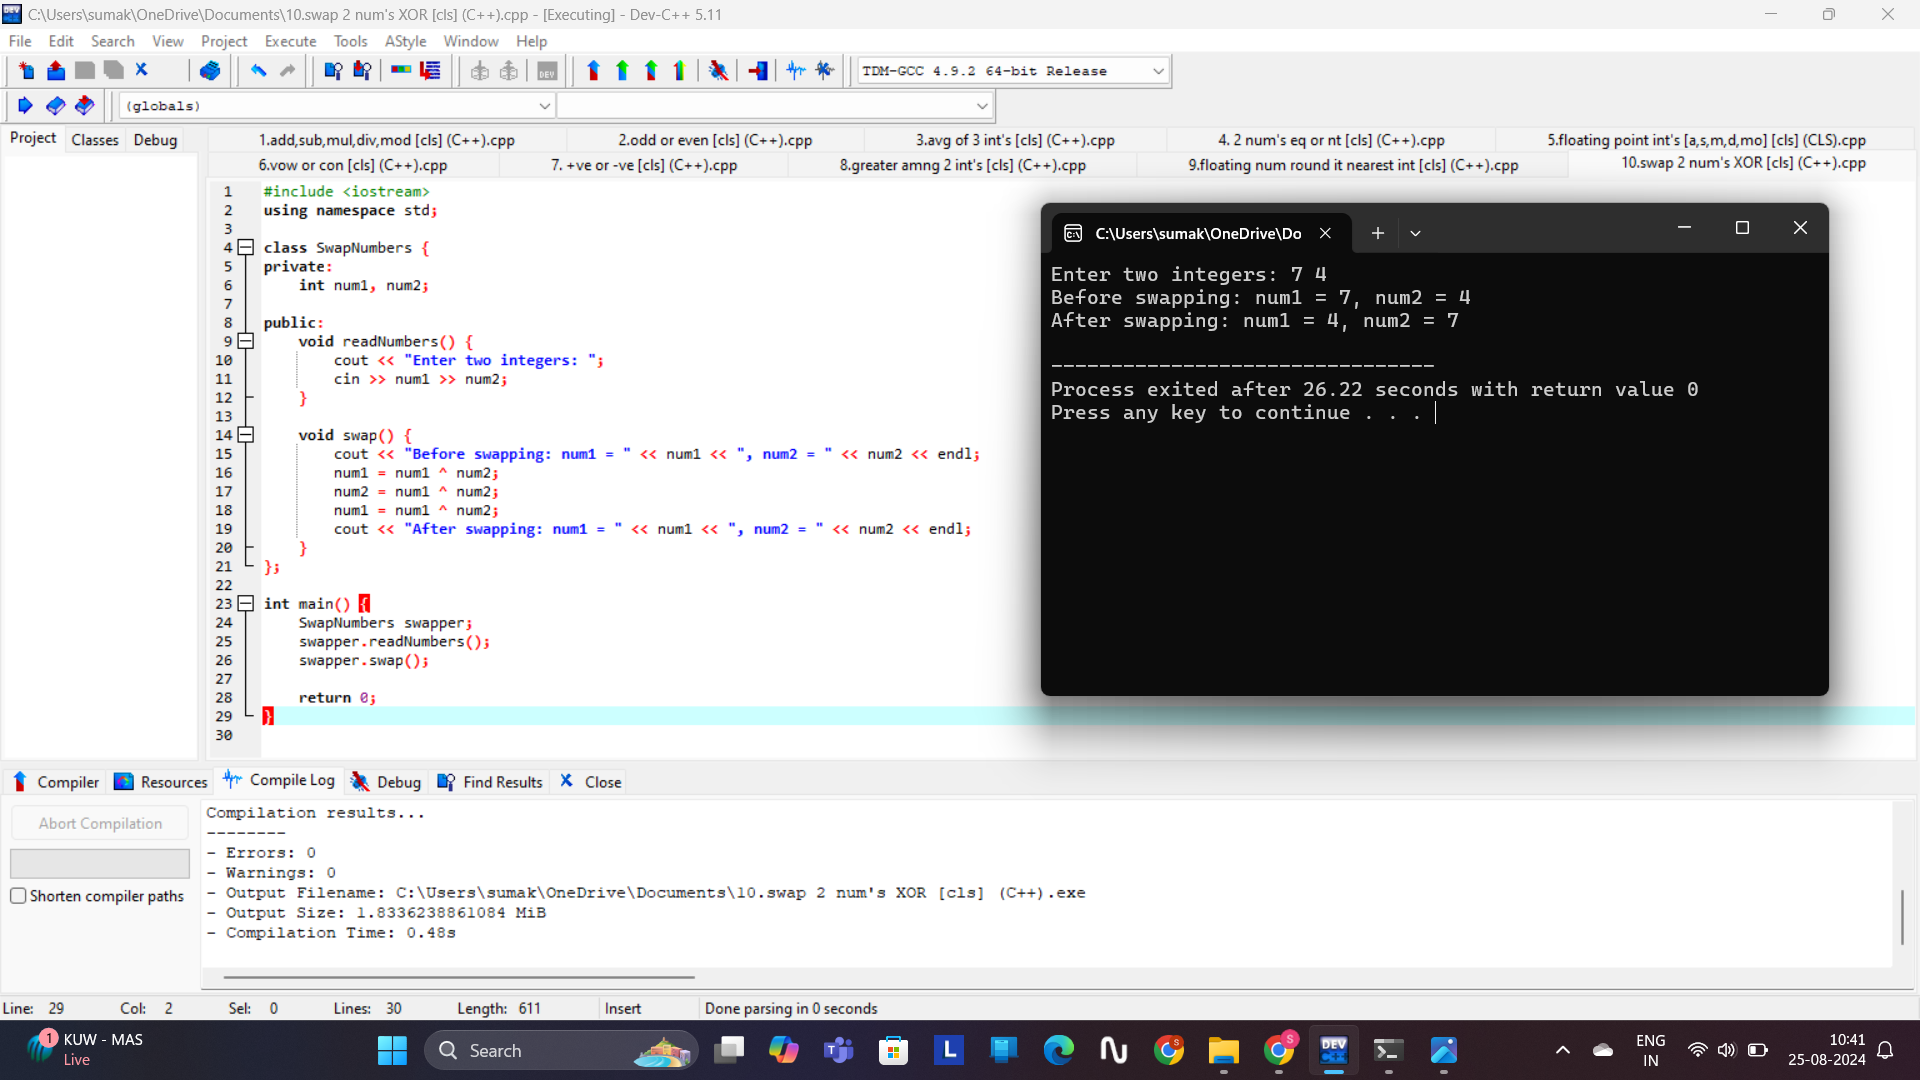 C:\Users\sumak\OneDrive\Documents\10.swap 2 num's XOR [cls] (C++).cpp - [Executing] - Dev-C++ 5.11
File Edit Search View Project Execute Tools AStyle Window Help
TDM-GCC 4.9.2 64-bit Release
(globals)
Project Classes Debug
1.add,sub,mul,div,mod [cls] (C++).cpp 2.odd or even [cls] (C++).cpp 3.avg of 3 int's [cls] (C++).cpp 4. 2 num's eq or nt [cls] (C++).cpp 5.floating point int's [a,s,m,d,mo] [cls] (CLS).cpp
6.vow or con [cls] (C++).cpp 7. +ve or -ve [cls] (C++).cpp 8.greater amng 2 int's [cls] (C++).cpp 9.floating num round it nearest int [cls] (C++).cpp 10.swap 2 num's XOR [cls] (C++).cpp
1 #include <iostream>
2 using namespace std;
3
4 class SwapNumbers {
5 private:
6 int num1, num2;
7
8 public:
9 void readNumbers() {
10 cout << "Enter two integers: ";
11 cin >> num1 >> num2;
12 }
13
14 void swap() {
15 cout << "Before swapping: num1 = " << num1 << ", num2 = " << num2 << endl;
16 num1 = num1 ^ num2;
17 num2 = num1 ^ num2;
18 num1 = num1 ^ num2;
19 cout << "After swapping: num1 = " << num1 << ", num2 = " << num2 << endl;
20 }
21 };
22
23 int main() {
24 SwapNumbers swapper;
25 swapper.readNumbers();
26 swapper.swap();
27
28 return 0;
29 }
30
C:\Users\sumak\OneDrive\Do
Enter two integers: 7 4
Before swapping: num1 = 7, num2 = 4
After swapping: num1 = 4, num2 = 7
--------------------------------
Process exited after 26.22 seconds with return value 0
Press any key to continue . . .
Compiler Resources Compile Log Debug Find Results Close
Abort Compilation
Shorten compiler paths
Compilation results...
--------
- Errors: 0
- Warnings: 0
- Output Filename: C:\Users\sumak\OneDrive\Documents\10.swap 2 num's XOR [cls] (C++).exe
- Output Size: 1.8336238861084 MiB
- Compilation Time: 0.48s
Line: 29 Col: 2 Sel: 0 Lines: 30 Length: 611 Insert Done parsing in 0 seconds
1 KUW - MAS
Live
Search
L
S
S
DEV
C++
ENG
IN
10:41
25-08-2024